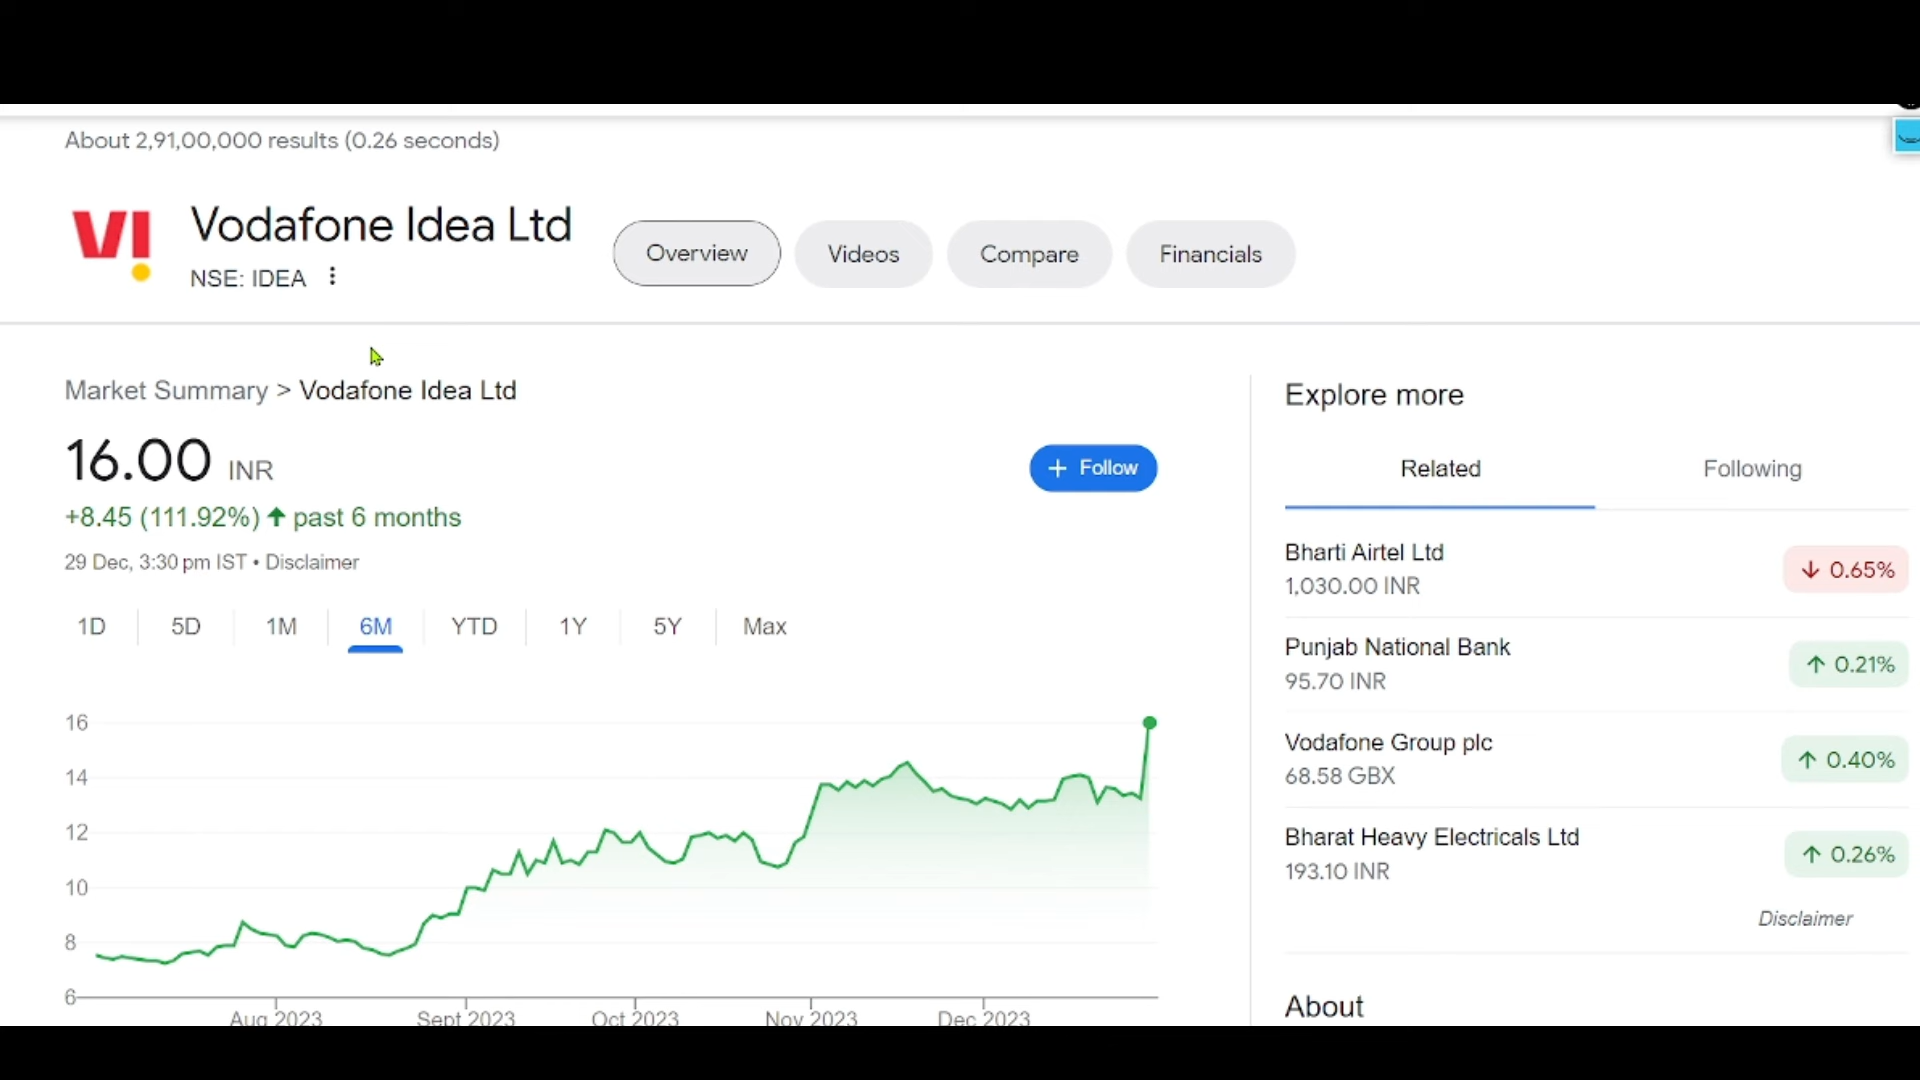 About 2,91,00,000 results (0.26 seconds)
VI
Vodafone Idea Ltd
NSE: IDEA
Overview
Videos
Compare
Financials
Market Summary > Vodafone Idea Ltd
16.00 INR
+ Follow
+8.45 (111.92%) ↑ past 6 months
29 Dec, 3:30 pm IST • Disclaimer
1D 5D 1M 6M YTD 1Y 5Y Max
16
14
12
10
8
6
Aug 2023 Sept 2023 Oct 2023 Nov 2023 Dec 2023
Explore more
Related Following
Bharti Airtel Ltd
1,030.00 INR
↓ 0.65%
Punjab National Bank
95.70 INR
↑ 0.21%
Vodafone Group plc
68.58 GBX
↑ 0.40%
Bharat Heavy Electricals Ltd
193.10 INR
↑ 0.26%
Disclaimer
About